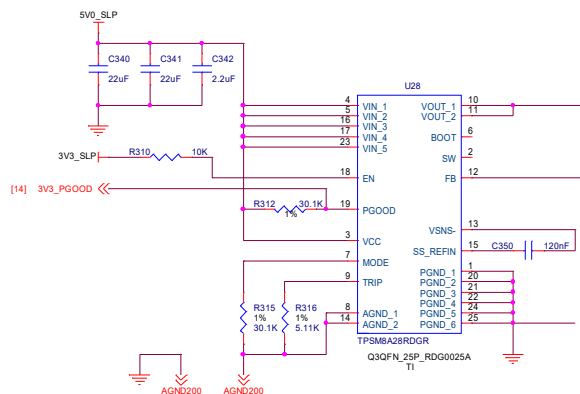 5V0_SLP
C340
22uF
C341
22uF
C342
2.2uF
U28
4 VIN_1
5 VIN_2
16 VIN_3
17 VIN_4
23 VIN_5
18 EN
19 PGOOD
3 VCC
7 MODE
9 TRIP
8 AGND_1
14 AGND_2
VOUT_1 10
VOUT_2 11
BOOT 6
SW 2
FB 12
VSNS- 13
SS_REFIN 15
PGND_1 1
PGND_2 20
PGND_3 21
PGND_4 22
PGND_5 24
PGND_6 25
3V3_SLP
R310 10K
[14] 3V3_PGOOD
R312 30.1K
1%
C350 120nF
R315
1%
30.1K
R316
1%
5.11K
TPSM8A28RDGR
Q3QFN_25P_RDG0025A
TI
AGND200
AGND200